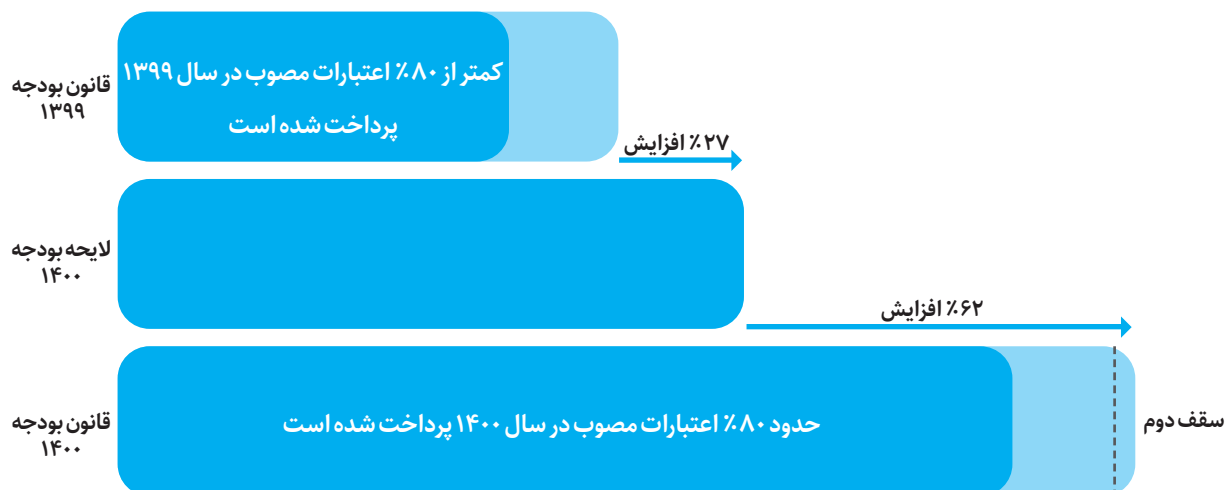 قانون بودجه
۱۳۹۹
کمتر از ۸۰٪ اعتبارات مصوب در سال ۱۳۹۹
پرداخت شده است
۲۷٪ افزایش
لایحه بودجه
۱۴۰۰
۶۲٪ افزایش
قانون بودجه
۱۴۰۰
حدود ۸۰٪ اعتبارات مصوب در سال ۱۴۰۰ پرداخت شده است
سقف دوم